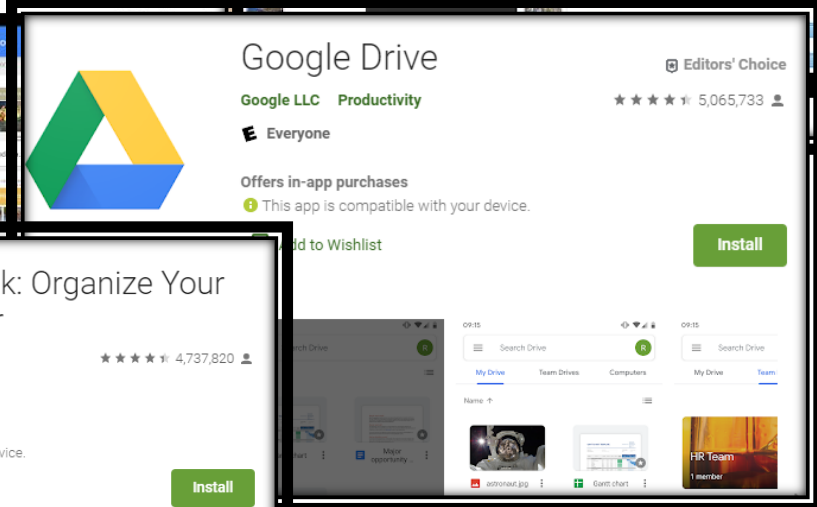 Google Drive
Editors' Choice
Google LLC Productivity
5,065,733
E Everyone
Offers in-app purchases
This app is compatible with your device.
dd to Wishlist
Install
k: Organize Your
4,737,820
vice.
Install
rch Drive
R
chart
Major
opportunity ..
09:15
Search Drive
R
My Drive Team Drives Computers
Name ↑
astronaut.jpg
Gantt chart
09:15
Search Drive
My Drive Team
HR Team
1 member